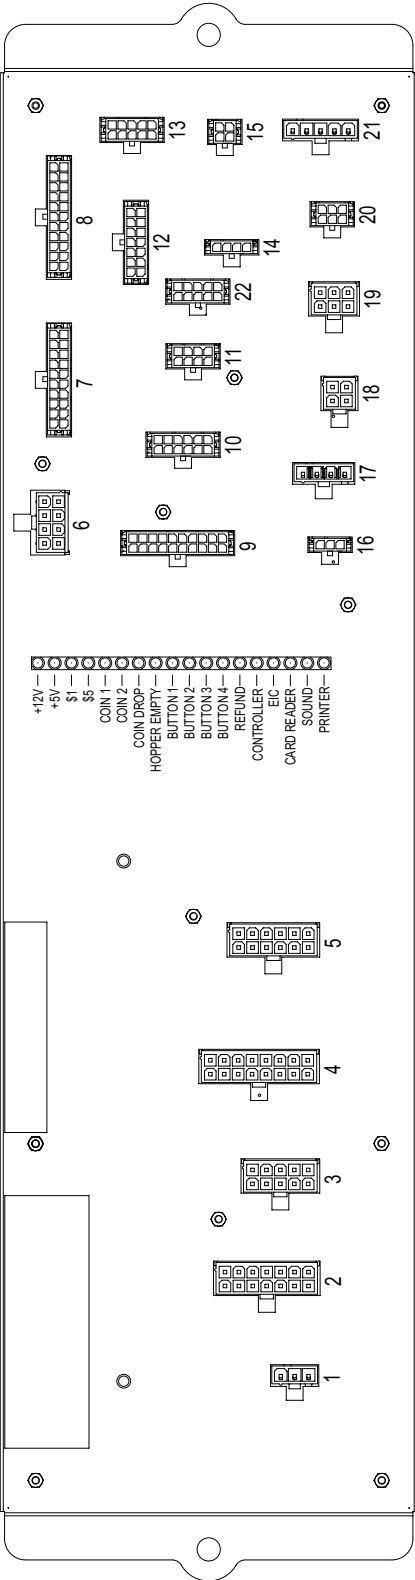 13
15
21
8
12
14
20
22
19
11
7
18
10
17
6
9
16
+12V
+5V
$1
$5
COIN 1
COIN 2
COIN DROP
HOPPER EMPTY
BUTTON 1
BUTTON 2
BUTTON 3
BUTTON 4
REFUND
CONTROLLER
EIC
CARD READER
SOUND
PRINTER
5
4
3
2
1